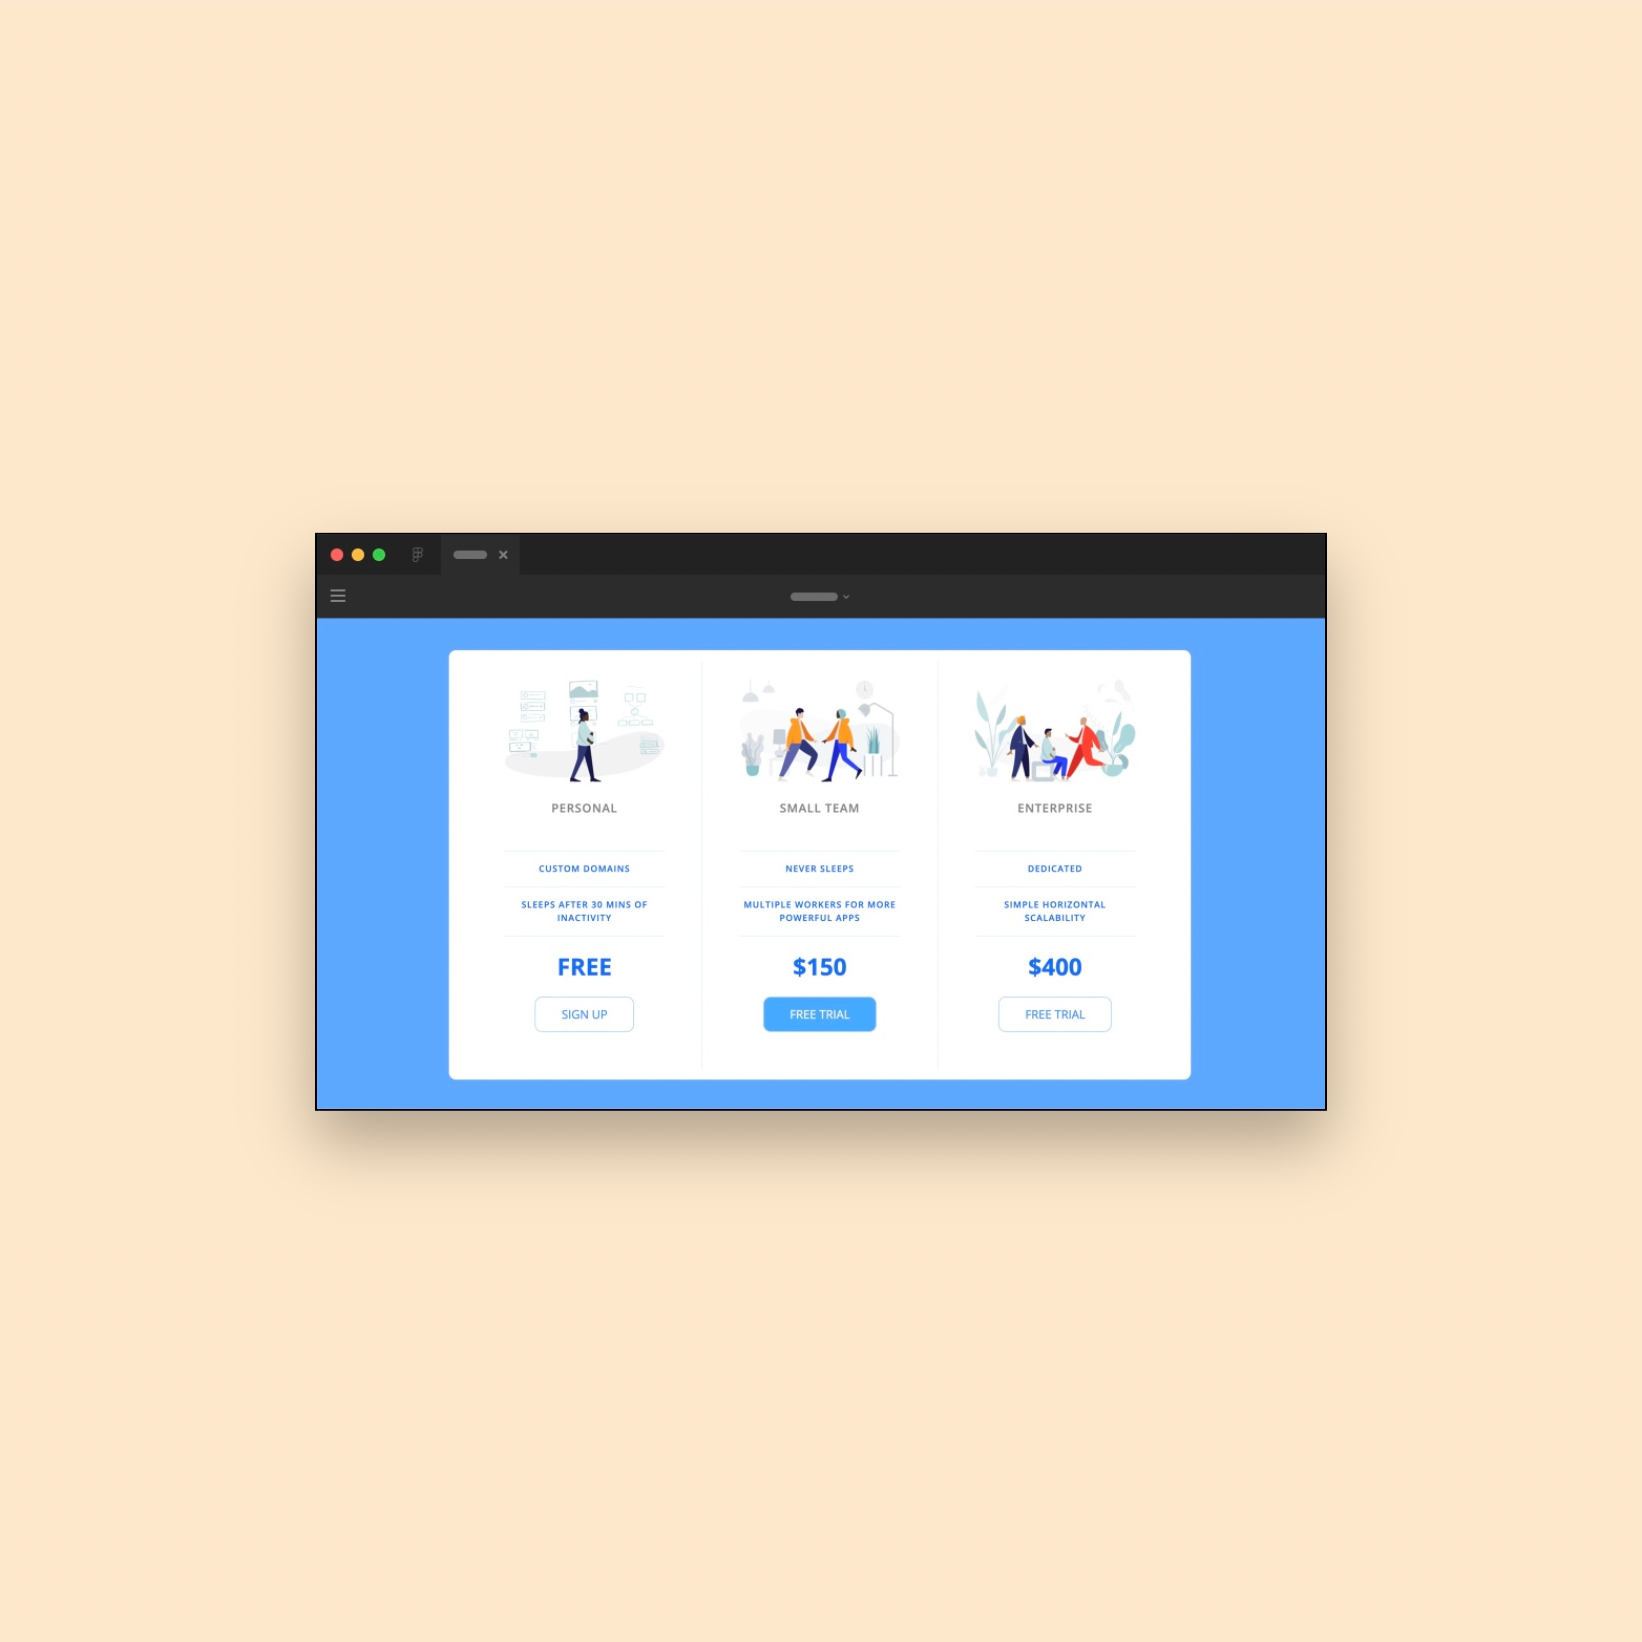 PERSONAL
CUSTOM DOMAINS
SLEEPS AFTER 30 MINS OF
INACTIVITY
FREE
SIGN UP
SMALL TEAM
NEVER SLEEPS
MULTIPLE WORKERS FOR MORE
POWERFUL APPS
$150
FREE TRIAL
ENTERPRISE
DEDICATED
SIMPLE HORIZONTAL
SCALABILITY
$400
FREE TRIAL